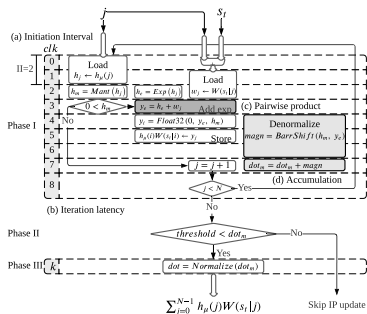 j
s_t
(a) Initiation Interval
clk
II=2
0
1
2
3
4
5
6
7
8
Load
h_j ← h_μ(j)
Load
w_j ← W(s_t|j)
h_m = Mant(h_j)
h_e = Exp(h_j)
0 < h_m
y_e = h_e + w_j
Add exp
(c) Pairwise product
Phase I
No
y_j = Float32(0, y_e, h_m)
h_μ(i)W(s_t|i) ← y_j
Store
Denormalize
magn = BarrShift(h_m, y_e)
j = j + 1
dot_m = dot_m + magn
(d) Accumulation
j < N
Yes
No
(b) Iteration latency
Phase II
threshold < dot_m
No
Yes
Phase III
k
dot = Normalize(dot_m)
∑_{j=0}^{N−1} h_μ(j)W(s_t|j)
Skip IP update